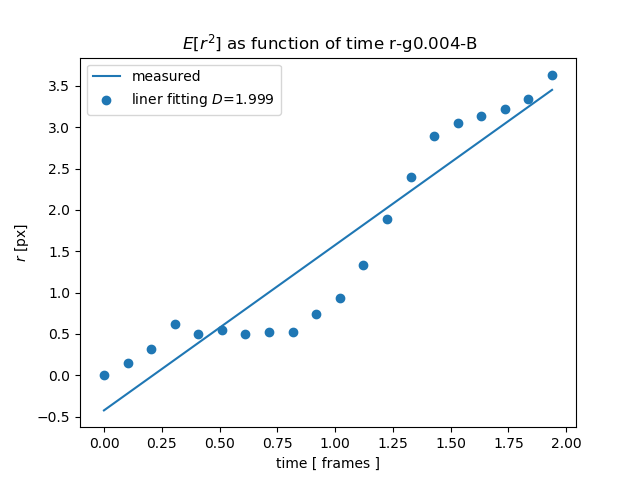 E[r²] as function of time r-g0.004-B
measured
liner fitting D=1.999
3.5
3.0
2.5
2.0
1.5
1.0
0.5
0.0
−0.5
r [px]
0.00 0.25 0.50 0.75 1.00 1.25 1.50 1.75 2.00
time [ frames ]